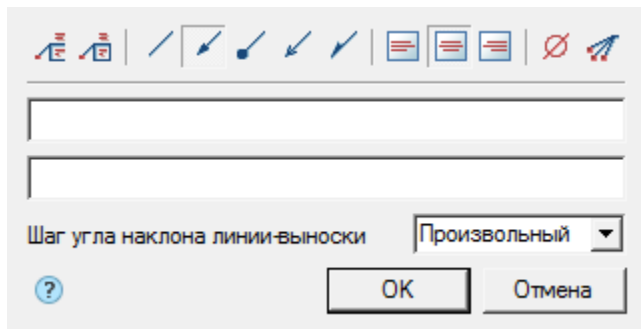 Шаг угла наклона линии-выноски
Произвольный
OK
Отмена